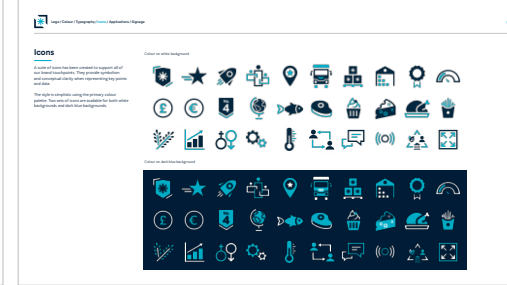 Logo / Colour / Typography / Icons / Applications / Signage
Icons
A suite of icons has been created to support all of
our brand touchpoints. They provide symbolism
and conceptual clarity when representing key points
and data.
The style is simplistic using the primary colour
palette. Two sets of icons are available for both white
backgrounds and dark blue backgrounds.
Colour on white background
£
€
4
Colour on dark blue background
£
€
4